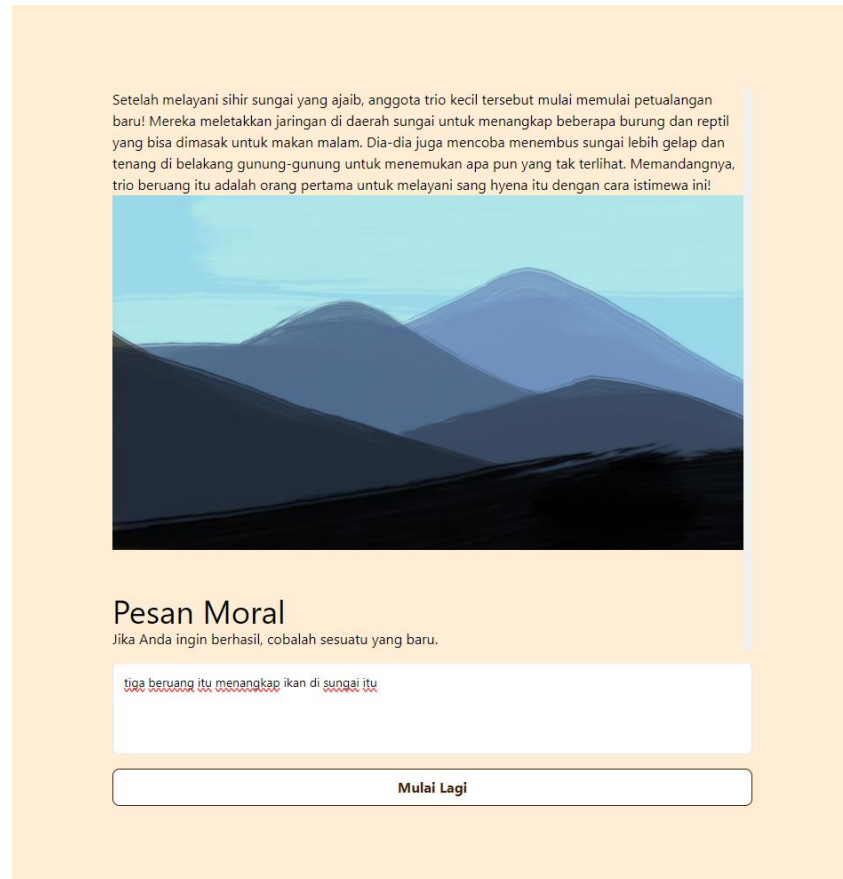 Setelah melayani sihir sungai yang ajaib, anggota trio kecil tersebut mulai memulai petualangan
baru! Mereka meletakkan jaringan di daerah sungai untuk menangkap beberapa burung dan reptil
yang bisa dimasak untuk makan malam. Dia-dia juga mencoba menembus sungai lebih gelap dan
tenang di belakang gunung-gunung untuk menemukan apa pun yang tak terlihat. Memandangnya,
trio beruang itu adalah orang pertama untuk melayani sang hyena itu dengan cara istimewa ini!
Pesan Moral
Jika Anda ingin berhasil, cobalah sesuatu yang baru.
tiga beruang itu menangkap ikan di sungai itu
Mulai Lagi